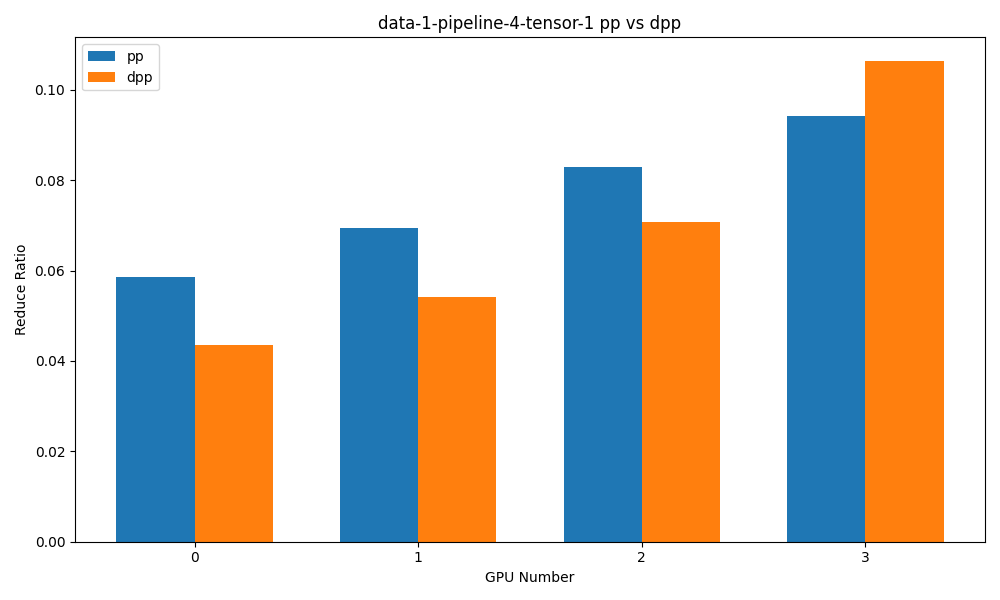 data-1-pipeline-4-tensor-1 pp vs dpp
pp
dpp
Reduce Ratio
0.10
0.08
0.06
0.04
0.02
0.00
0
1
2
3
GPU Number